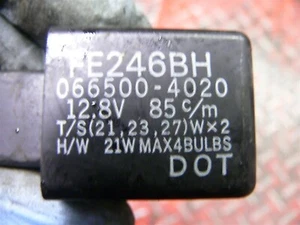 FE246BH
066500-4020
12.8V 85c/m
T/S(21,23,27)W×2
H/W 21W MAX4BULBS
DOT